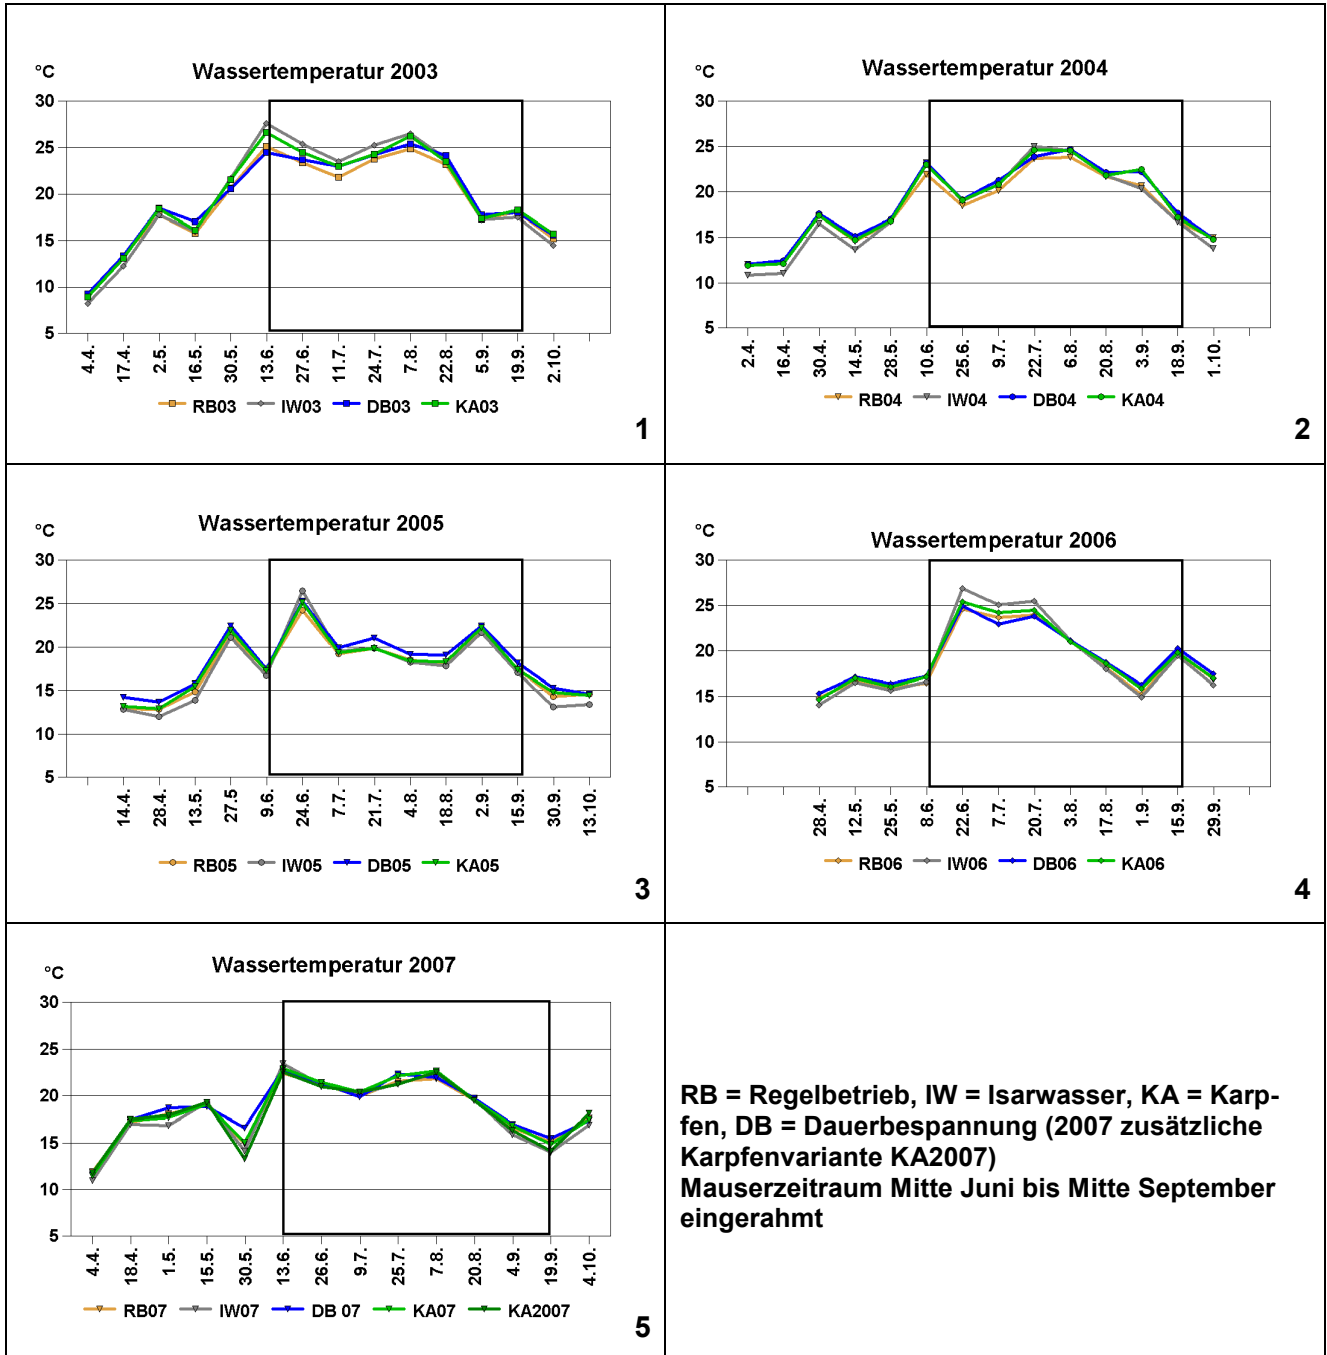 Wassertemperatur 2003
°C
30
25
20
15
10
5
4.4. 17.4. 2.5. 16.5. 30.5. 13.6. 27.6. 11.7. 24.7. 7.8. 22.8. 5.9. 19.9. 2.10.
RB03 IW03 DB03 KA03
1
Wassertemperatur 2004
°C
30
25
20
15
10
5
2.4. 16.4. 30.4. 14.5. 28.5. 10.6. 25.6. 9.7. 22.7. 6.8. 20.8. 3.9. 18.9. 1.10.
RB04 IW04 DB04 KA04
2
Wassertemperatur 2005
°C
30
25
20
15
10
5
14.4. 28.4. 13.5. 27.5 9.6. 24.6. 7.7. 21.7. 4.8. 18.8. 2.9. 15.9. 30.9. 13.10.
RB05 IW05 DB05 KA05
3
Wassertemperatur 2006
°C
30
25
20
15
10
5
28.4. 12.5. 25.5. 8.6. 22.6. 7.7. 20.7. 3.8. 17.8. 1.9. 15.9. 29.9.
RB06 IW06 DB06 KA06
4
Wassertemperatur 2007
°C
30
25
20
15
10
5
4.4. 18.4. 1.5. 15.5. 30.5. 13.6. 26.6. 9.7. 25.7. 7.8. 20.8. 4.9. 19.9. 4.10.
RB07 IW07 DB 07 KA07 KA2007
5
RB = Regelbetrieb, IW = Isarwasser, KA = Karp-
fen, DB = Dauerbespannung (2007 zusätzliche
Karpfenvariante KA2007)
Mauserzeitraum Mitte Juni bis Mitte September
eingerahmt